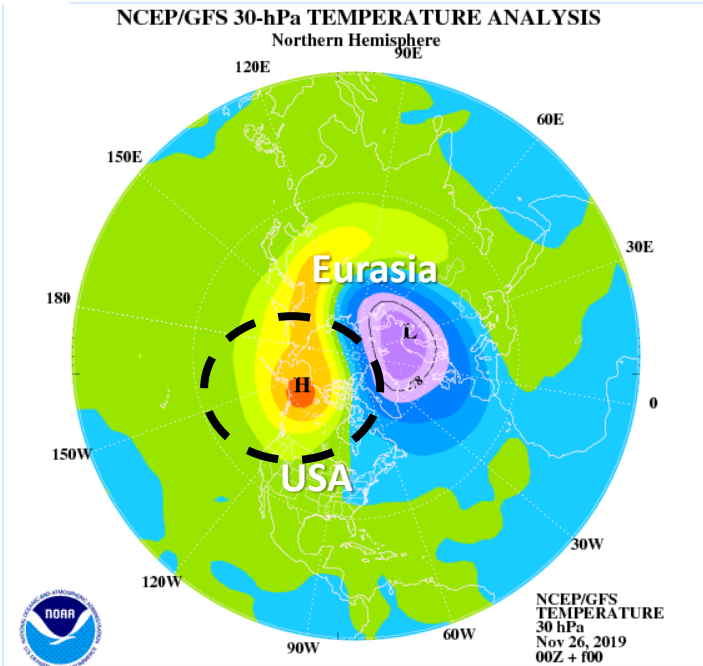 NCEP/GFS 30-hPa TEMPERATURE ANALYSIS
Northern Hemisphere
90E
120E
60E
150E
30E
Eurasia
180
L
H
0
150W
USA
30W
120W
60W
90W
NOAA
NCEP/GFS
TEMPERATURE
30 hPa
Nov 26, 2019
00Z + f00